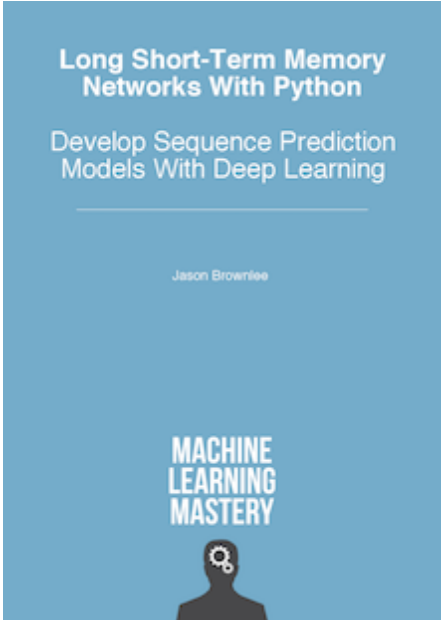 Long Short-Term Memory
Networks With Python
Develop Sequence Prediction
Models With Deep Learning
Jason Brownlee
MACHINE
LEARNING
MASTERY